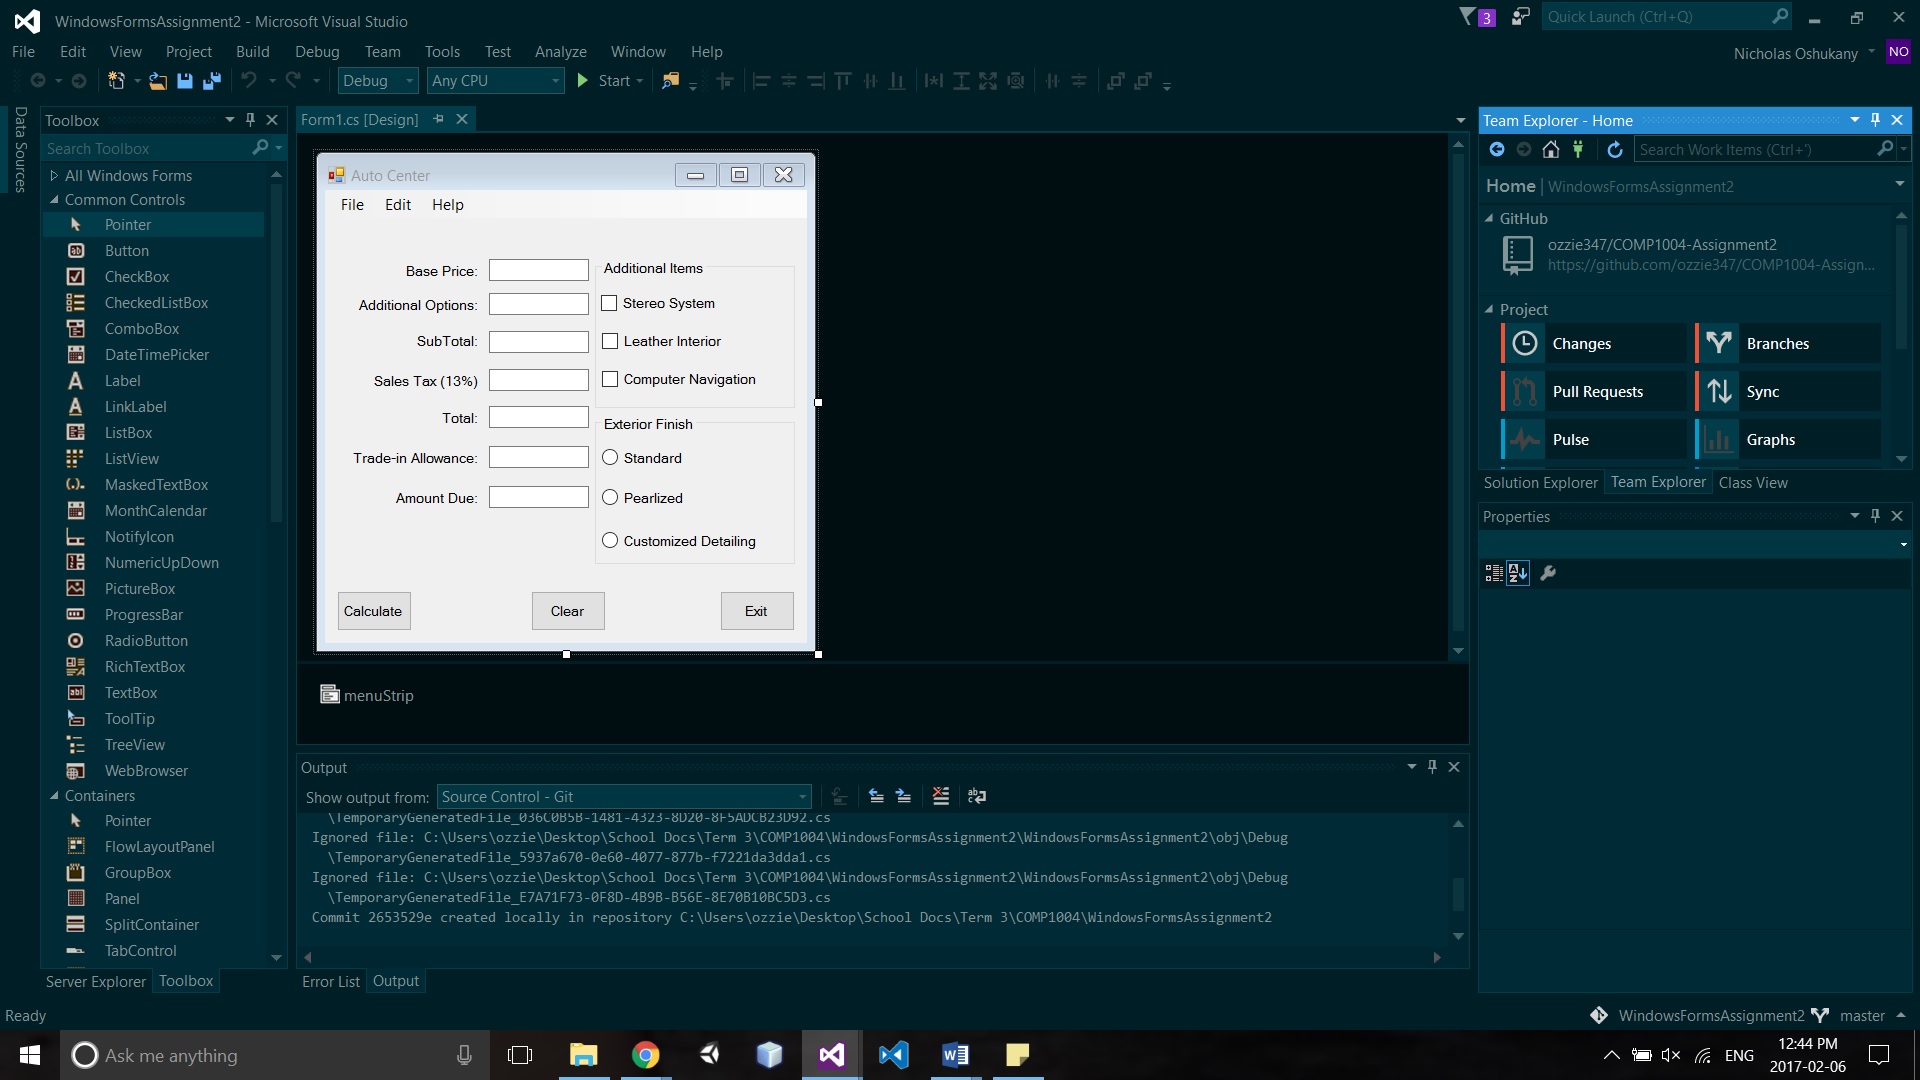 WindowsFormsAssignment2 - Microsoft Visual Studio
3
Quick Launch (Ctrl+Q)
File Edit View Project Build Debug Team Tools Test Analyze Window Help
Nicholas Oshukany NO
Debug Any CPU Start
Data Sources
Toolbox
Search Toolbox
All Windows Forms
Common Controls
Pointer
Button
CheckBox
CheckedListBox
ComboBox
DateTimePicker
Label
LinkLabel
ListBox
ListView
MaskedTextBox
MonthCalendar
NotifyIcon
NumericUpDown
PictureBox
ProgressBar
RadioButton
RichTextBox
TextBox
ToolTip
TreeView
WebBrowser
Containers
Pointer
FlowLayoutPanel
GroupBox
Panel
SplitContainer
TabControl
Server Explorer Toolbox
Form1.cs [Design]
Auto Center
File Edit Help
Base Price:
Additional Options:
SubTotal:
Sales Tax (13%)
Total:
Trade-in Allowance:
Amount Due:
Additional Items
Stereo System
Leather Interior
Computer Navigation
Exterior Finish
Standard
Pearlized
Customized Detailing
Calculate Clear Exit
menuStrip
Output
Show output from: Source Control - Git
\TemporaryGeneratedFile_036C0B5B-1481-4323-8D20-8F5ADCB23D92.cs
Ignored file: C:\Users\ozzie\Desktop\School Docs\Term 3\COMP1004\WindowsFormsAssignment2\WindowsFormsAssignment2\obj\Debug
\TemporaryGeneratedFile_5937a670-0e60-4077-877b-f7221da3dda1.cs
Ignored file: C:\Users\ozzie\Desktop\School Docs\Term 3\COMP1004\WindowsFormsAssignment2\WindowsFormsAssignment2\obj\Debug
\TemporaryGeneratedFile_E7A71F73-0F8D-4B9B-B56E-8E70B10BC5D3.cs
Commit 2653529e created locally in repository C:\Users\ozzie\Desktop\School Docs\Term 3\COMP1004\WindowsFormsAssignment2
Error List Output
Team Explorer - Home
Search Work Items (Ctrl+')
Home | WindowsFormsAssignment2
GitHub
ozzie347/COMP1004-Assignment2
https://github.com/ozzie347/COMP1004-Assign...
Project
Changes Branches
Pull Requests Sync
Pulse Graphs
Solution Explorer Team Explorer Class View
Properties
Ready
WindowsFormsAssignment2 master
Ask me anything
ENG
12:44 PM
2017-02-06